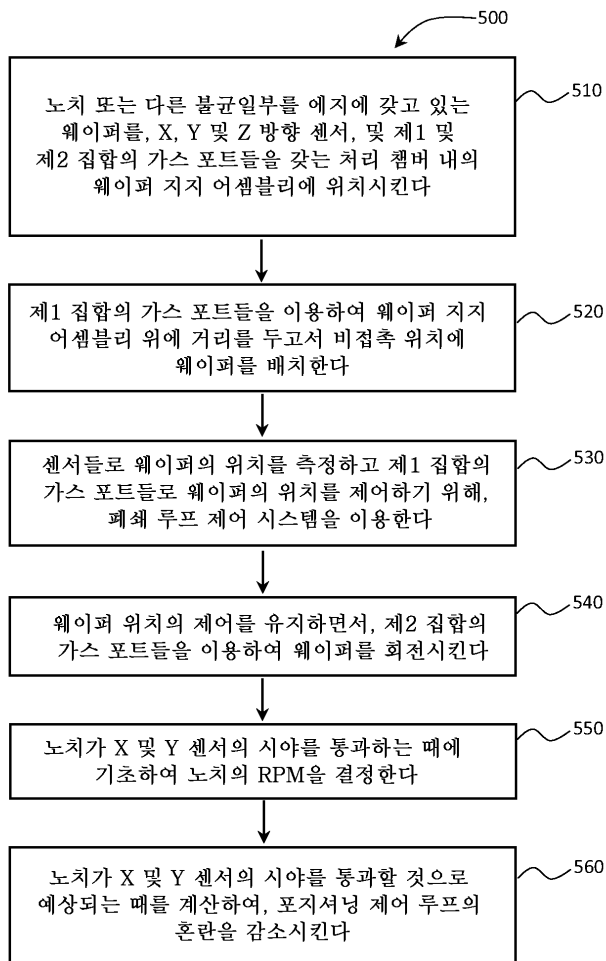 500
510
노치 또는 다른 불균일부를 에지에 갖고 있는
웨이퍼를, X, Y 및 Z 방향 센서, 및 제1 및
제2 집합의 가스 포트들을 갖는 처리 챔버 내의
웨이퍼 지지 어셈블리에 위치시킨다
520
제1 집합의 가스 포트들을 이용하여 웨이퍼 지지
어셈블리 위에 거리를 두고서 비접촉 위치에
웨이퍼를 배치한다
530
센서들로 웨이퍼의 위치를 측정하고 제1 집합의
가스 포트들로 웨이퍼의 위치를 제어하기 위해,
폐쇄 루프 제어 시스템을 이용한다
540
웨이퍼 위치의 제어를 유지하면서, 제2 집합의
가스 포트들을 이용하여 웨이퍼를 회전시킨다
550
노치가 X 및 Y 센서의 시야를 통과하는 때에
기초하여 노치의 RPM을 결정한다
560
노치가 X 및 Y 센서의 시야를 통과할 것으로
예상되는 때를 계산하여, 포지셔닝 제어 루프의
혼란을 감소시킨다